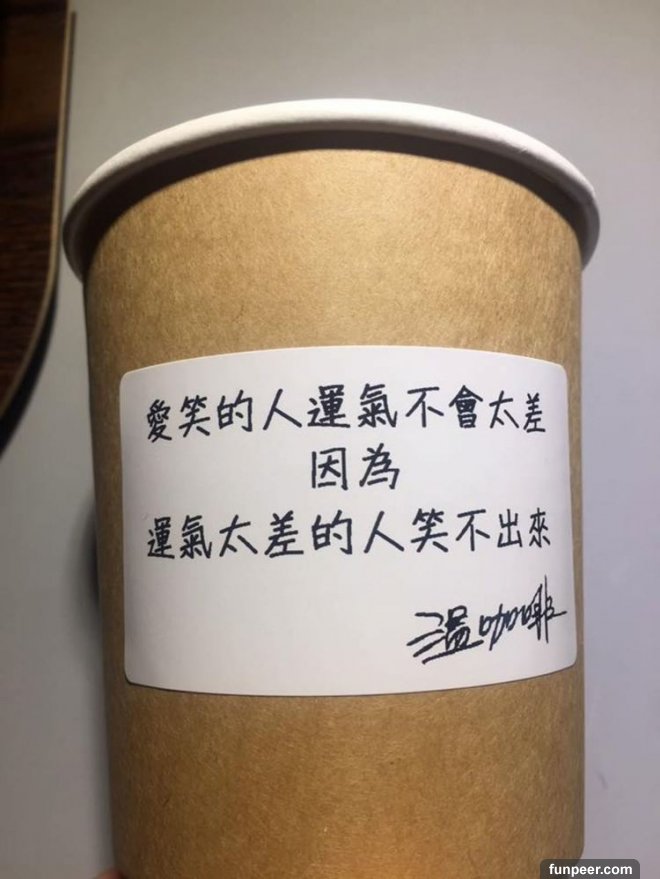 愛笑的人運氣不會太差
因為
運氣太差的人笑不出來
溫咖啡
funpeer.com